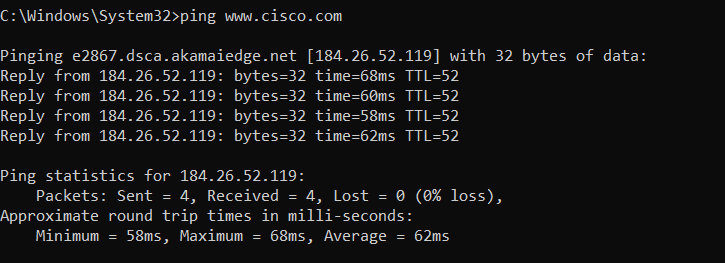 C:\Windows\System32>ping www.cisco.com
Pinging e2867.dsca.akamaiedge.net [184.26.52.119] with 32 bytes of data:
Reply from 184.26.52.119: bytes=32 time=68ms TTL=52
Reply from 184.26.52.119: bytes=32 time=60ms TTL=52
Reply from 184.26.52.119: bytes=32 time=58ms TTL=52
Reply from 184.26.52.119: bytes=32 time=62ms TTL=52
Ping statistics for 184.26.52.119:
    Packets: Sent = 4, Received = 4, Lost = 0 (0% loss),
Approximate round trip times in milli-seconds:
    Minimum = 58ms, Maximum = 68ms, Average = 62ms